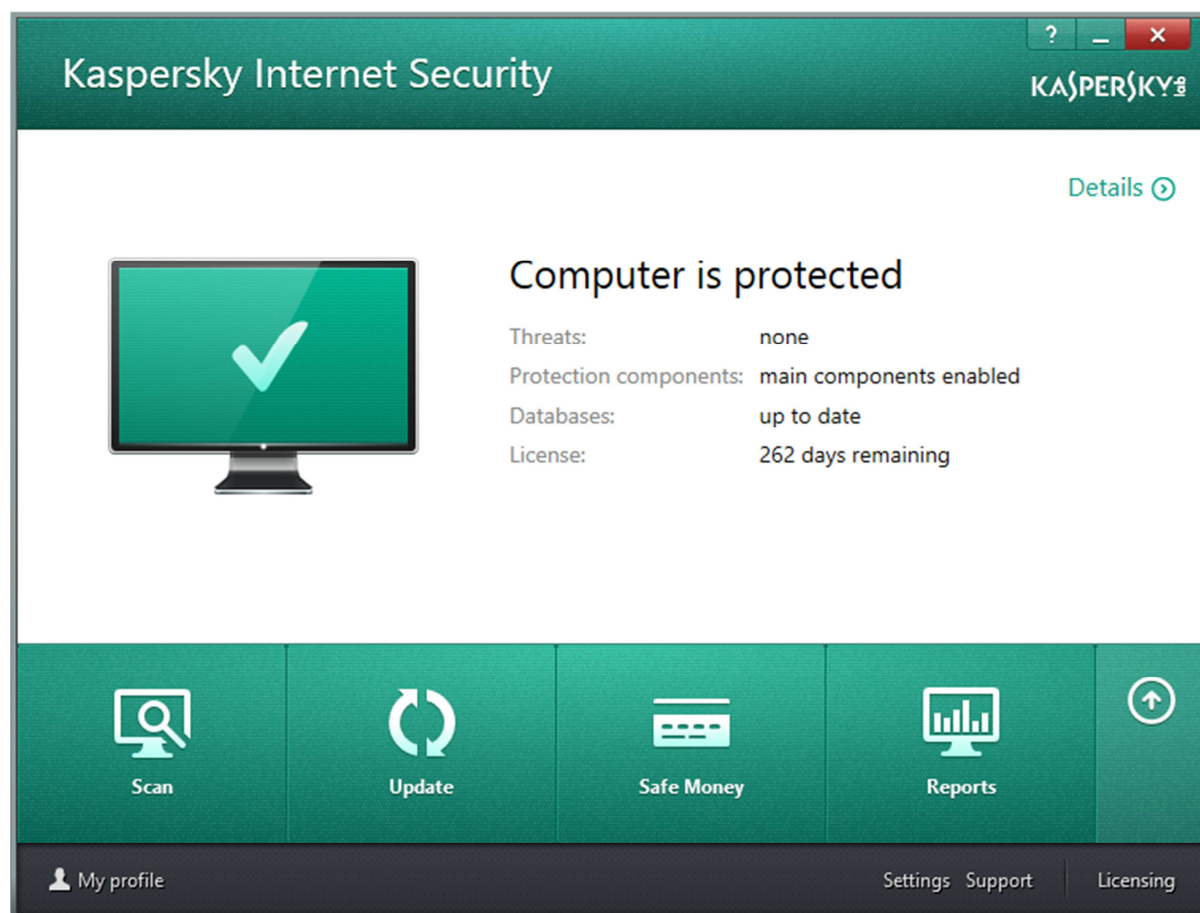 ?
Kaspersky Internet Security
KASPERSKY
Details
Computer is protected
Threats: none
Protection components: main components enabled
Databases: up to date
License: 262 days remaining
Scan Update Safe Money Reports
My profile Settings Support Licensing